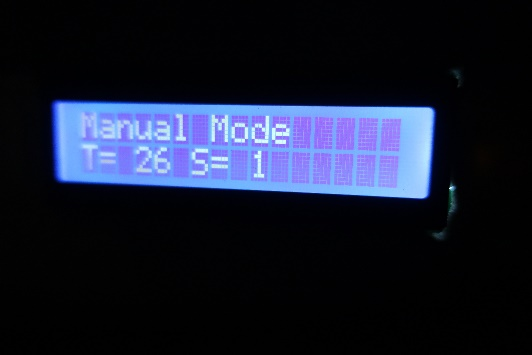 Manual Mode
T= 26 S= 1